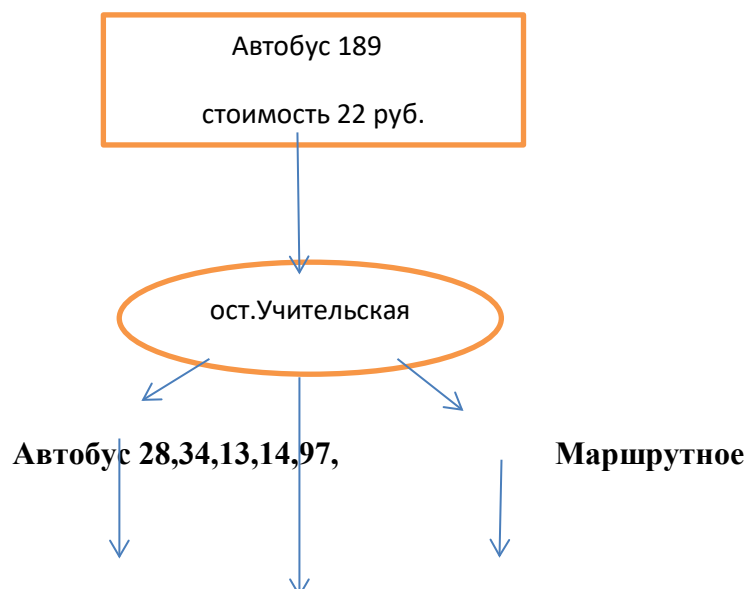 Автобус 189
стоимость 22 руб.
ост.Учительская
Автобус 28,34,13,14,97,
Маршрутное